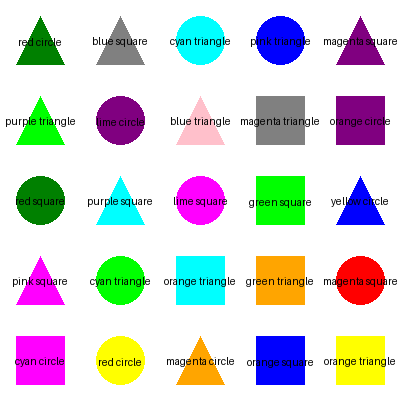 red circle
blue square
cyan triangle
pink triangle
magenta square
purple triangle
lime circle
blue triangle
magenta triangle
orange circle
red square
purple square
lime square
green square
yellow circle
pink square
cyan triangle
orange triangle
green triangle
magenta square
cyan circle
red circle
magenta circle
orange square
orange triangle